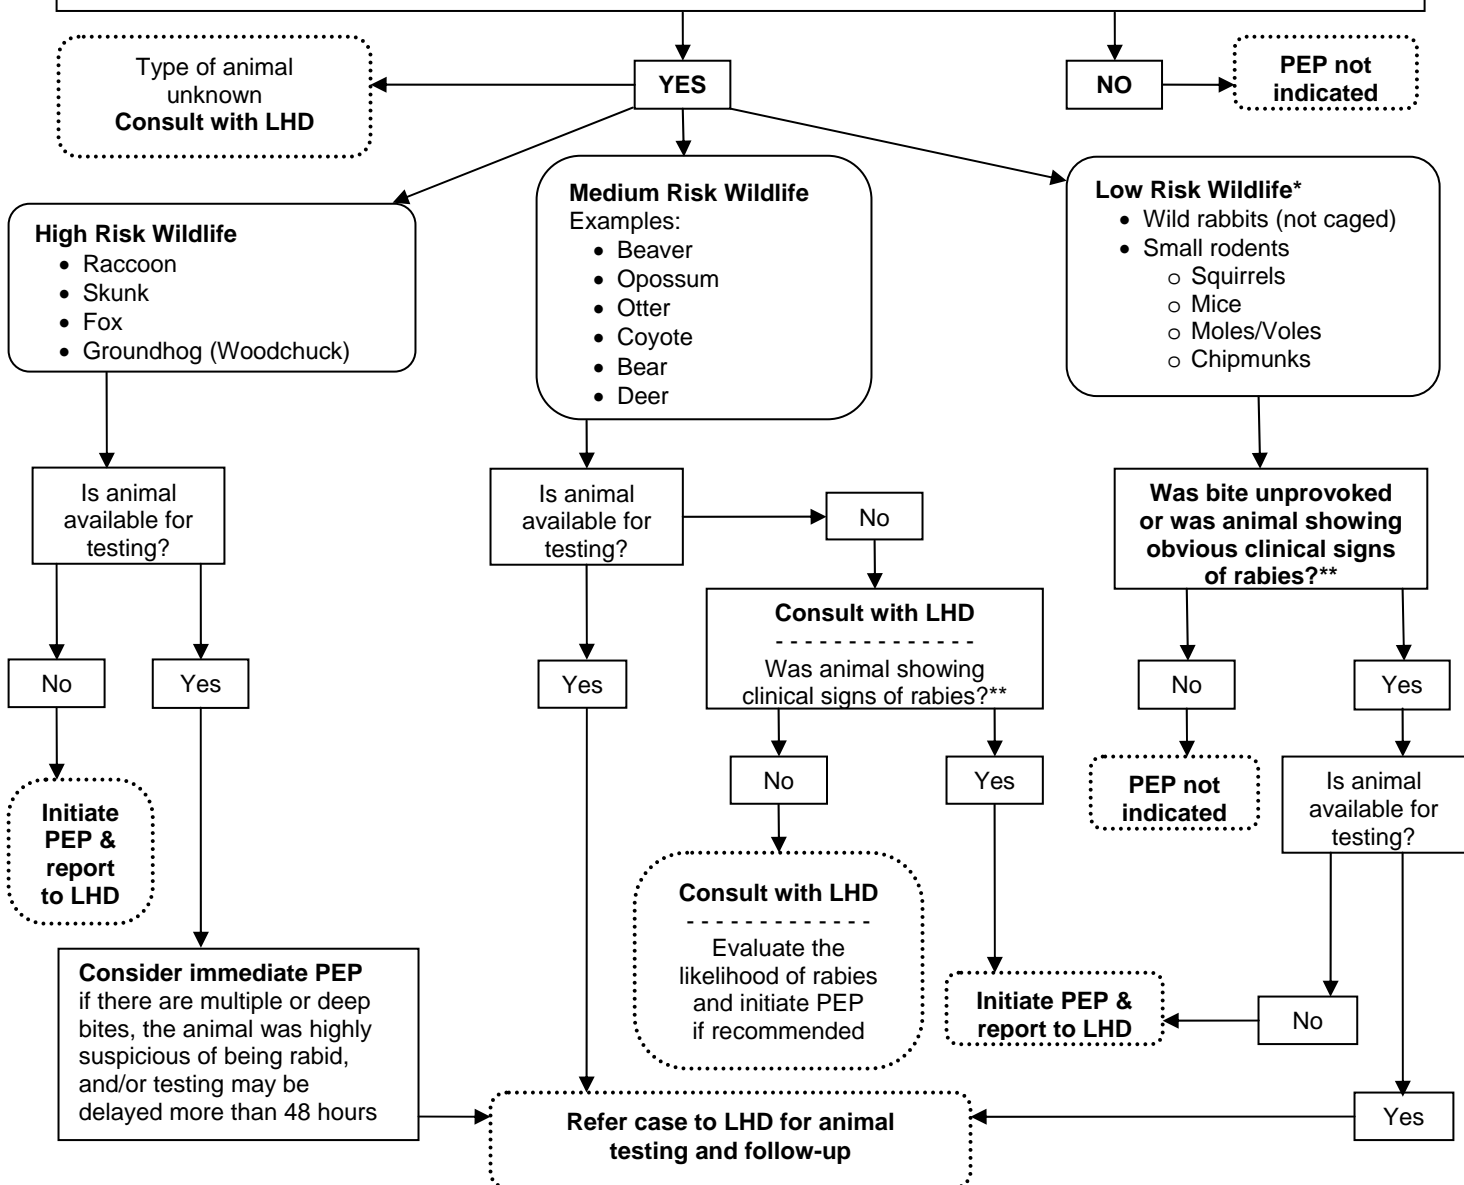 Type of animal
unknown
Consult with LHD
YES
NO
PEP not
indicated
High Risk Wildlife
• Raccoon
• Skunk
• Fox
• Groundhog (Woodchuck)
Medium Risk Wildlife
Examples:
• Beaver
• Opossum
• Otter
• Coyote
• Bear
• Deer
Low Risk Wildlife*
• Wild rabbits (not caged)
• Small rodents
o Squirrels
o Mice
o Moles/Voles
o Chipmunks
Is animal
available for
testing?
No
Yes
Initiate
PEP &
report
to LHD
Consider immediate PEP
if there are multiple or deep
bites, the animal was highly
suspicious of being rabid,
and/or testing may be
delayed more than 48 hours
Is animal
available for
testing?
No
Yes
Consult with LHD
- - - - - - - - - - - - - -
Was animal showing
clinical signs of rabies?**
No
Yes
Consult with LHD
- - - - - - - - - - - - - -
Evaluate the
likelihood of rabies
and initiate PEP
if recommended
Initiate PEP &
report to LHD
Was bite unprovoked
or was animal showing
obvious clinical signs
of rabies?**
No
Yes
PEP not
indicated
Is animal
available for
testing?
No
Yes
Refer case to LHD for animal
testing and follow-up